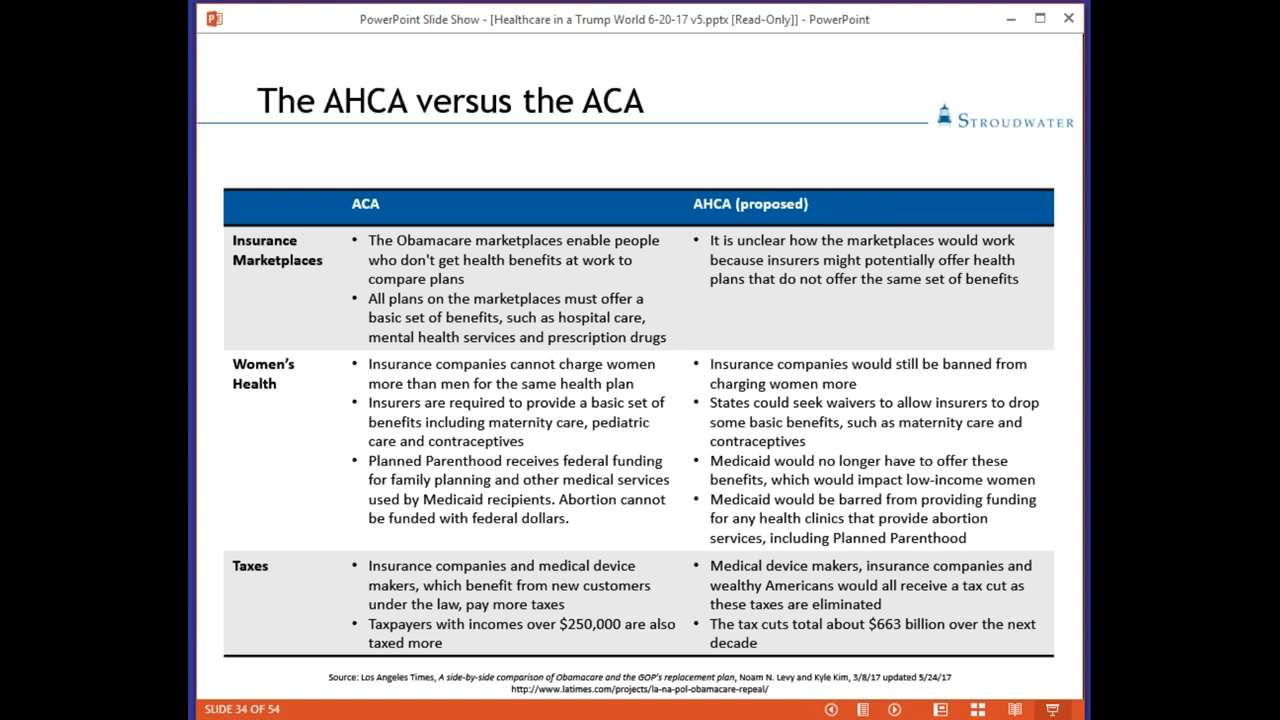 PowerPoint Slide Show - [Healthcare in a Trump World 6-20-17 v5.pptx [Read-Only]] - PowerPoint
The AHCA versus the ACA
STROUDWATER
ACA
AHCA (proposed)
Insurance
Marketplaces
• The Obamacare marketplaces enable people
who don't get health benefits at work to
compare plans
• All plans on the marketplaces must offer a
basic set of benefits, such as hospital care,
mental health services and prescription drugs
• It is unclear how the marketplaces would work
because insurers might potentially offer health
plans that do not offer the same set of benefits
Women's
Health
• Insurance companies cannot charge women
more than men for the same health plan
• Insurers are required to provide a basic set of
benefits including maternity care, pediatric
care and contraceptives
• Planned Parenthood receives federal funding
for family planning and other medical services
used by Medicaid recipients. Abortion cannot
be funded with federal dollars.
• Insurance companies would still be banned from
charging women more
• States could seek waivers to allow insurers to drop
some basic benefits, such as maternity care and
contraceptives
• Medicaid would no longer have to offer these
benefits, which would impact low-income women
• Medicaid would be barred from providing funding
for any health clinics that provide abortion
services, including Planned Parenthood
Taxes
• Insurance companies and medical device
makers, which benefit from new customers
under the law, pay more taxes
• Taxpayers with incomes over $250,000 are also
taxed more
• Medical device makers, insurance companies and
wealthy Americans would all receive a tax cut as
these taxes are eliminated
• The tax cuts total about $663 billion over the next
decade
Source: Los Angeles Times, A side-by-side comparison of Obamacare and the GOP's replacement plan, Noam N. Levy and Kyle Kim, 3/8/17 updated 5/24/17
http://www.latimes.com/projects/la-na-pol-obamacare-repeal/
SLIDE 34 OF 54